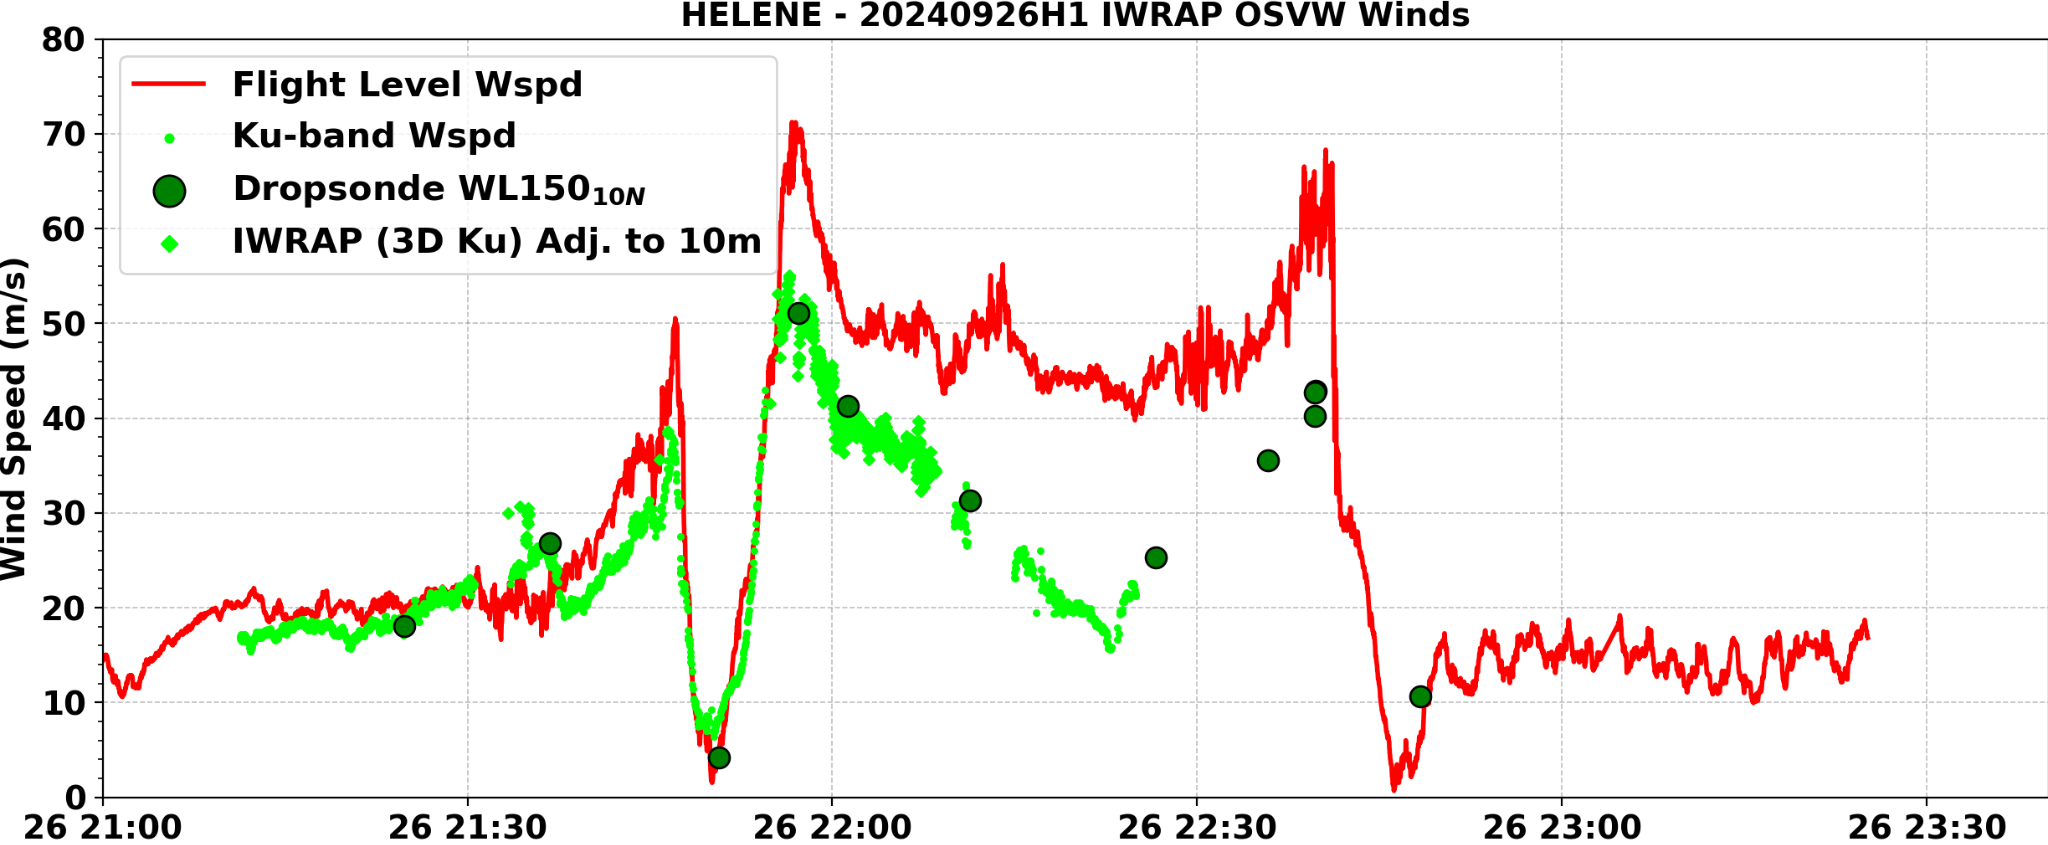 HELENE - 20240926H1 IWRAP OSVW Winds
80
70
60
50
40
30
20
10
0
Wind Speed (m/s)
Flight Level Wspd
Ku-band Wspd
Dropsonde WL150₁₀N
IWRAP (3D Ku) Adj. to 10m
26 21:00 26 21:30 26 22:00 26 22:30 26 23:00 26 23:30